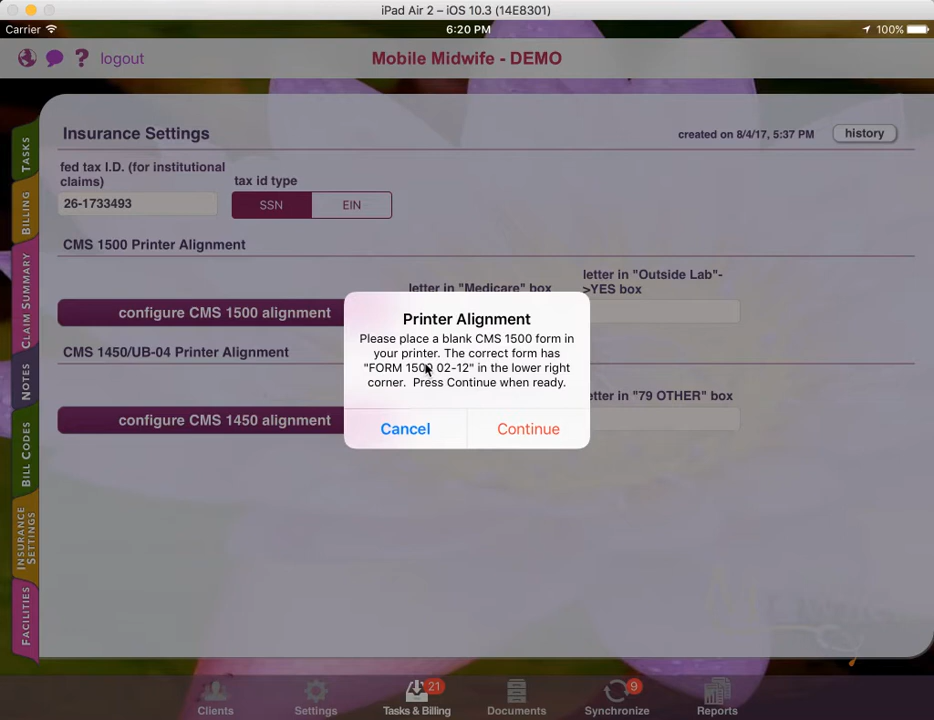 iPad Air 2 – iOS 10.3 (14E8301)
Carrier
6:20 PM
100%
? logout
Mobile Midwife - DEMO
TASKS
BILLING
CLAIM SUMMARY
NOTES
BILL CODES
INSURANCE
SETTINGS
FACILITIES
Insurance Settings
created on 8/4/17, 5:37 PM
history
fed tax I.D. (for institutional
claims)
tax id type
26-1733493
SSN
EIN
CMS 1500 Printer Alignment
letter in "Medicare" box
letter in "Outside Lab"-
>YES box
configure CMS 1500 alignment
CMS 1450/UB-04 Printer Alignment
letter in "79 OTHER" box
configure CMS 1450 alignment
Printer Alignment
Please place a blank CMS 1500 form in
your printer. The correct form has
"FORM 1500 02-12" in the lower right
corner. Press Continue when ready.
Cancel
Continue
Clients
Settings
21
Tasks & Billing
Documents
9
Synchronize
Reports